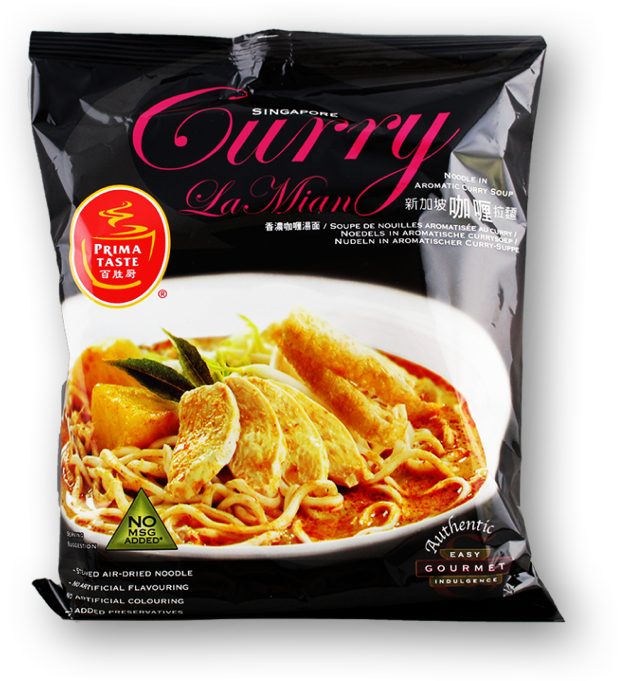 SINGAPORE
Curry
La Mian
NOODLE IN
AROMATIC CURRY SOUP
新加坡咖喱拉麵
香濃咖喱湯面 / SOUPE DE NOUILLES AROMATISÉE AU CURRY /
NOEDELS IN AROMATISCHE CURRYSOEP /
NUDELN IN AROMATISCHER CURRY-SUPPE
PRIMA
TASTE
百胜厨
®
NO
MSG
ADDED*
SUGGESTION
AIR-DRIED NOODLE
ARTIFICIAL FLAVOURING
ARTIFICIAL COLOURING
ADDED PRESERVATIVES
Authentic
EASY
GOURMET
INDULGENCE